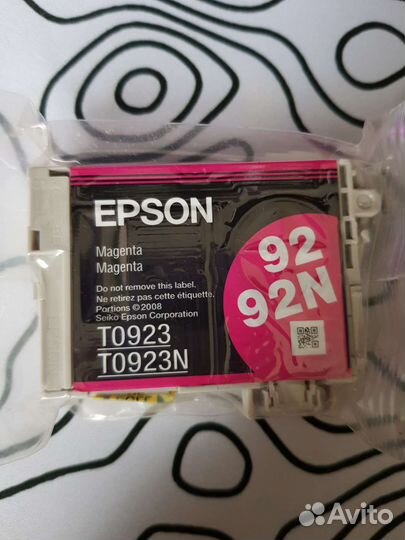 EPSON
Magenta
Magenta
Do not remove this label.
Ne retirez pas cette étiquette.
Portions ©2008
Seiko Epson Corporation
T0923
T0923N
92
92N
Avito